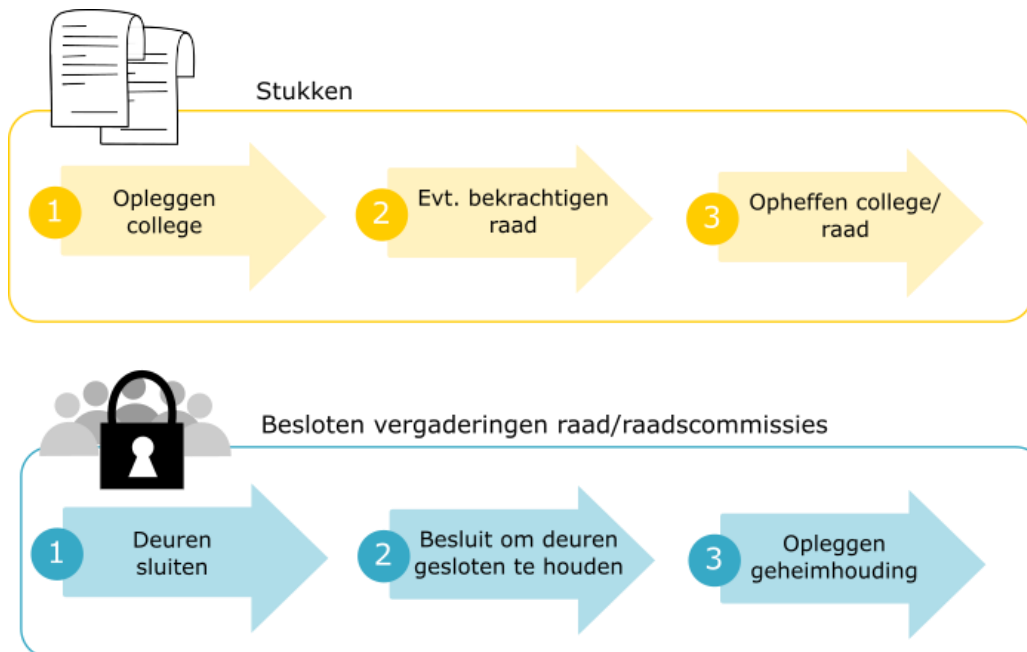 Stukken
1
Opleggen
college
2
Evt. bekrachtigen
raad
3
Opheffen college/
raad
Besloten vergaderingen raad/raadscommissies
1
Deuren
sluiten
2
Besluit om deuren
gesloten te houden
3
Opleggen
geheimhouding